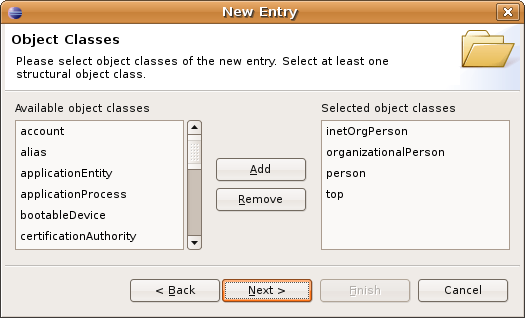 New Entry
Object Classes
Please select object classes of the new entry. Select at least one
structural object class.
Available object classes
account
alias
applicationEntity
applicationProcess
bootableDevice
certificationAuthority
Add
Remove
Selected object classes
inetOrgPerson
organizationalPerson
person
top
< Back
Next >
Finish
Cancel